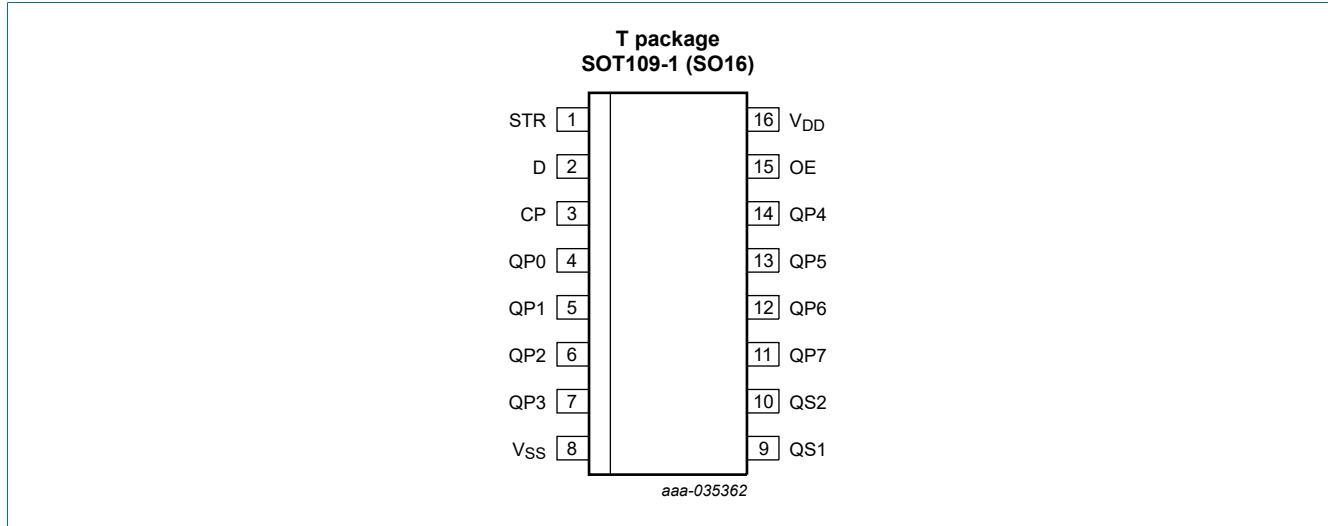 T package
SOT109-1 (SO16)
STR 1
16 VDD
D 2
15 OE
CP 3
14 QP4
QP0 4
13 QP5
QP1 5
12 QP6
QP2 6
11 QP7
QP3 7
10 QS2
VSS 8
9 QS1
aaa-035362